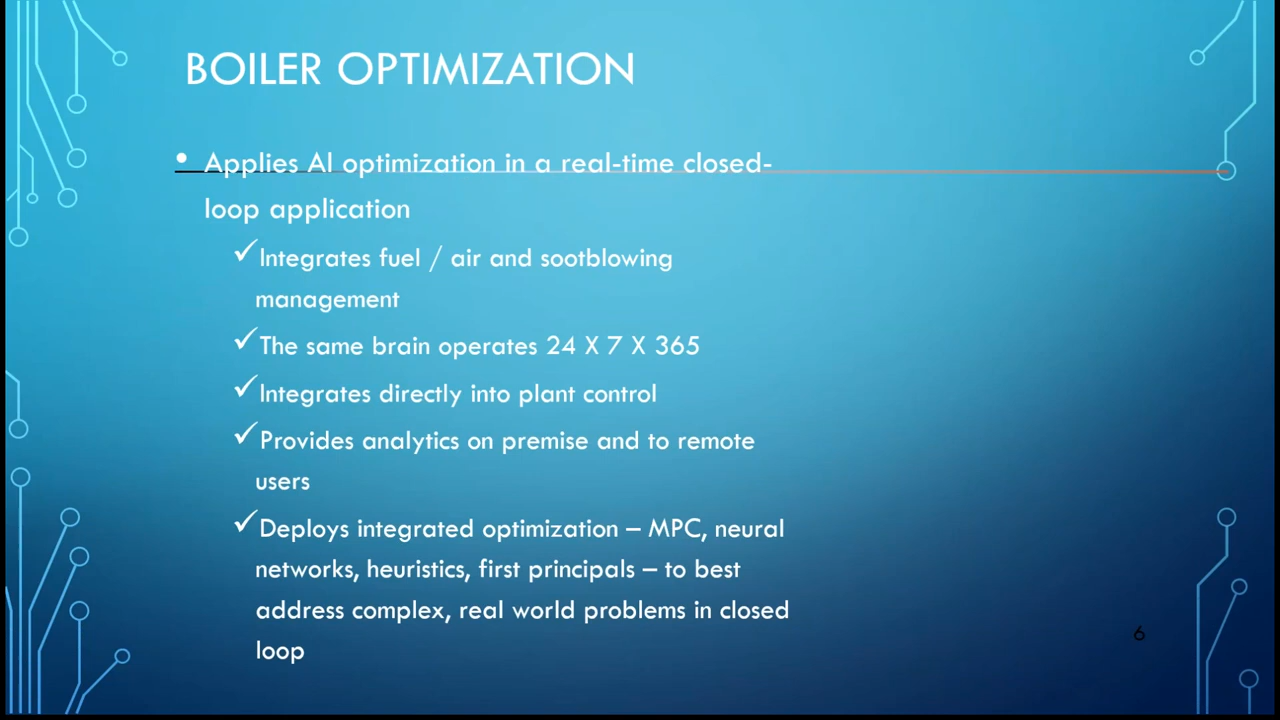 BOILER OPTIMIZATION
• Applies AI optimization in a real-time closed-
loop application
✓Integrates fuel / air and sootblowing
management
✓The same brain operates 24 X 7 X 365
✓Integrates directly into plant control
✓Provides analytics on premise and to remote
users
✓Deploys integrated optimization – MPC, neural
networks, heuristics, first principals – to best
address complex, real world problems in closed
loop
6